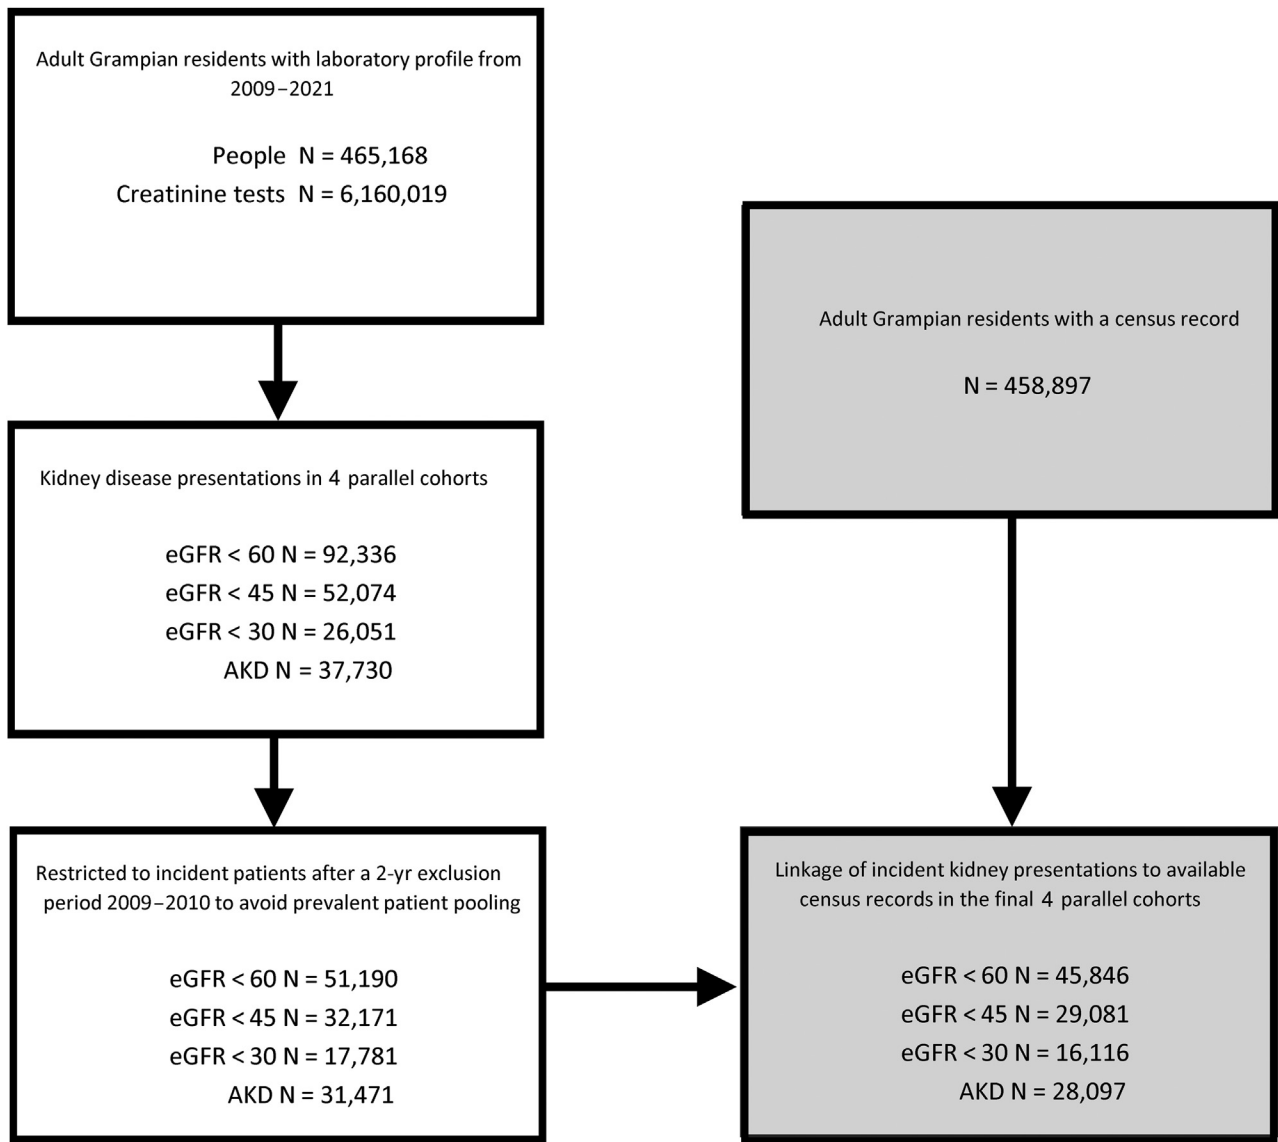 Adult Grampian residents with laboratory profile from
2009–2021
People N = 465,168
Creatinine tests N = 6,160,019
Adult Grampian residents with a census record
N = 458,897
Kidney disease presentations in 4 parallel cohorts
eGFR < 60 N = 92,336
eGFR < 45 N = 52,074
eGFR < 30 N = 26,051
AKD N = 37,730
Restricted to incident patients after a 2-yr exclusion
period 2009–2010 to avoid prevalent patient pooling
eGFR < 60 N = 51,190
eGFR < 45 N = 32,171
eGFR < 30 N = 17,781
AKD N = 31,471
Linkage of incident kidney presentations to available
census records in the final 4 parallel cohorts
eGFR < 60 N = 45,846
eGFR < 45 N = 29,081
eGFR < 30 N = 16,116
AKD N = 28,097